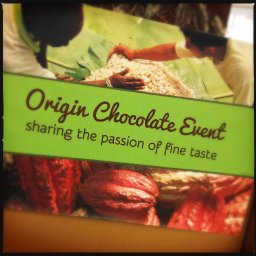 Origin Chocolate Event
sharing the passion of fine taste